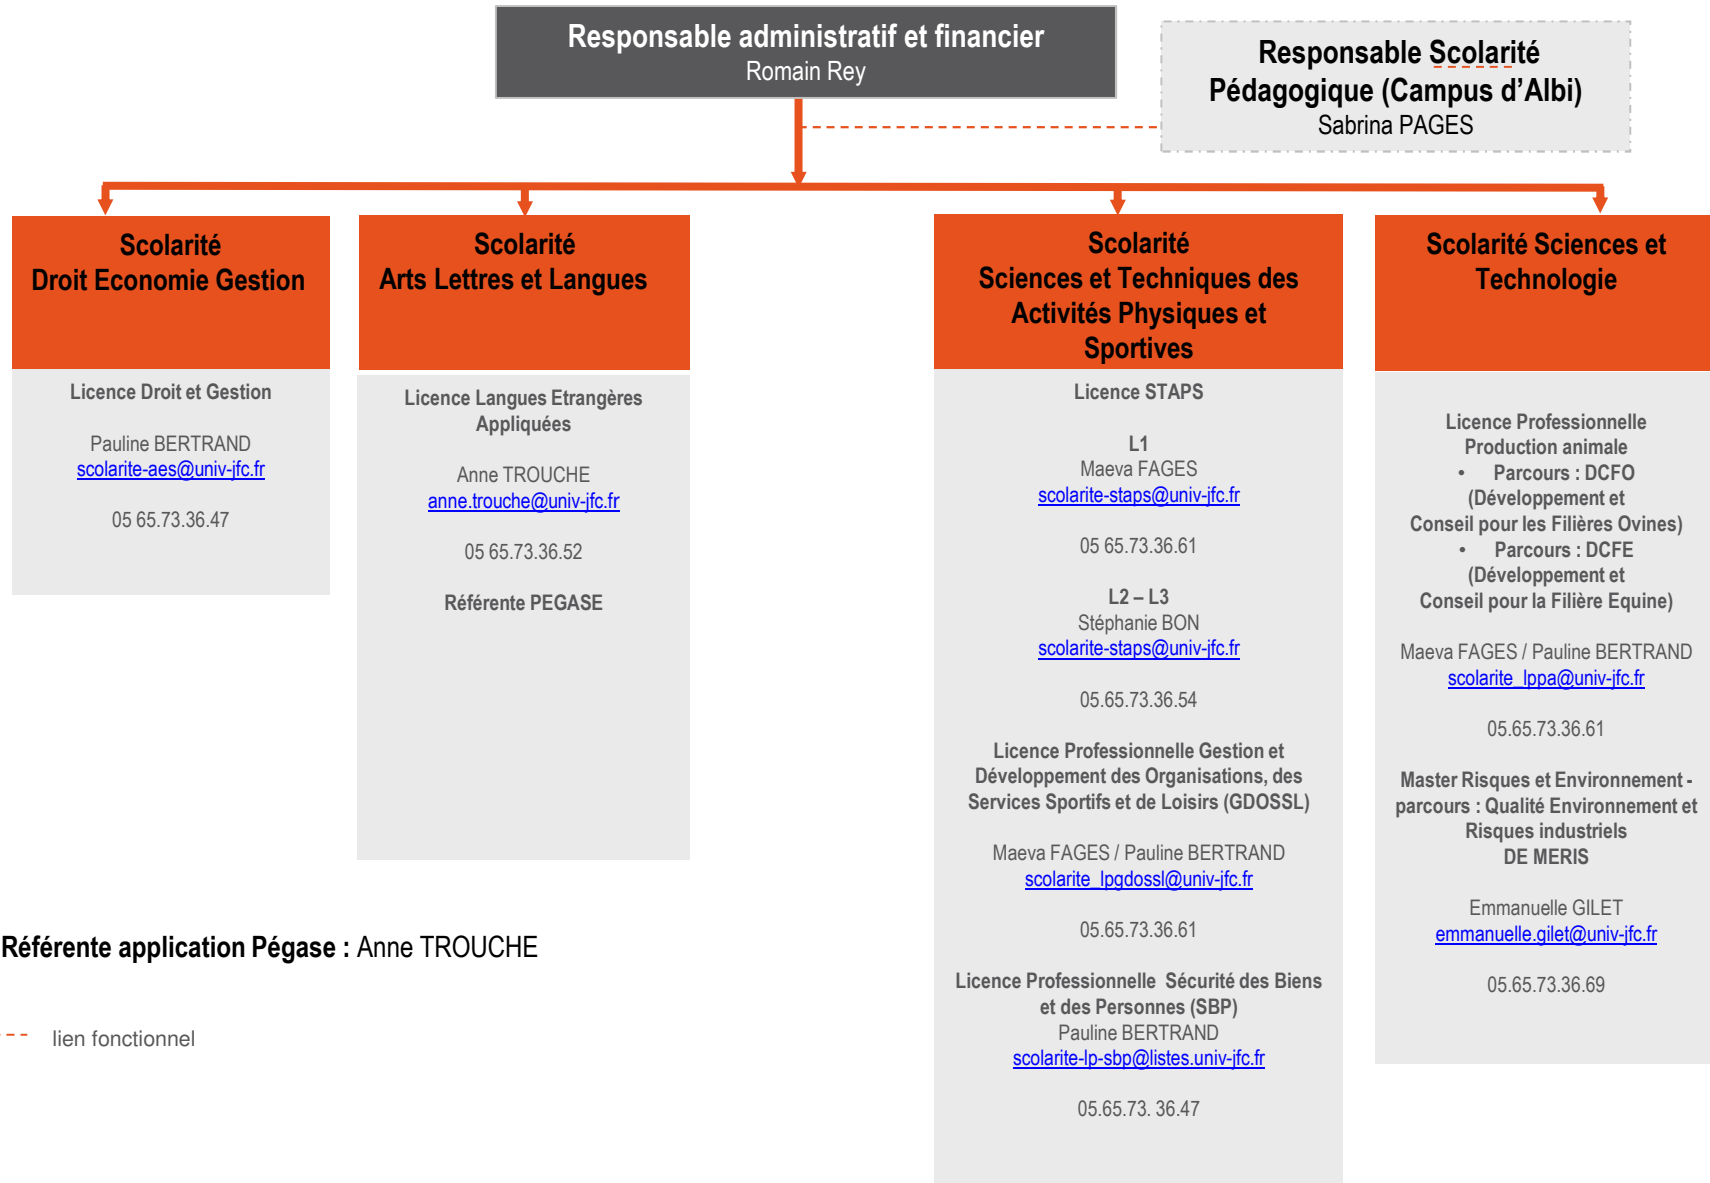 Responsable administratif et financier
Romain Rey
Responsable Scolarité
Pédagogique (Campus d’Albi)
Sabrina PAGES
Scolarité
Droit Economie Gestion
Licence Droit et Gestion
Pauline BERTRAND
scolarite-aes@univ-jfc.fr
05 65.73.36.47
Scolarité
Arts Lettres et Langues
Licence Langues Etrangères
Appliquées
Anne TROUCHE
anne.trouche@univ-jfc.fr
05 65.73.36.52
Référente PEGASE
Scolarité
Sciences et Techniques des
Activités Physiques et
Sportives
Licence STAPS
L1
Maeva FAGES
scolarite-staps@univ-jfc.fr
05 65.73.36.61
L2 – L3
Stéphanie BON
scolarite-staps@univ-jfc.fr
05.65.73.36.54
Licence Professionnelle Gestion et
Développement des Organisations, des
Services Sportifs et de Loisirs (GDOSSL)
Maeva FAGES / Pauline BERTRAND
scolarite_lpgdossl@univ-jfc.fr
05.65.73.36.61
Licence Professionnelle  Sécurité des Biens
et des Personnes (SBP)
Pauline BERTRAND
scolarite-lp-sbp@listes.univ-jfc.fr
05.65.73. 36.47
Scolarité Sciences et
Technologie
Licence Professionnelle
Production animale
• Parcours : DCFO
(Développement et
Conseil pour les Filières Ovines)
• Parcours : DCFE
(Développement et
Conseil pour la Filière Equine)
Maeva FAGES / Pauline BERTRAND
scolarite_lppa@univ-jfc.fr
05.65.73.36.61
Master Risques et Environnement -
parcours : Qualité Environnement et
Risques industriels
DE MERIS
Emmanuelle GILET
emmanuelle.gilet@univ-jfc.fr
05.65.73.36.69
Référente application Pégase : Anne TROUCHE
lien fonctionnel